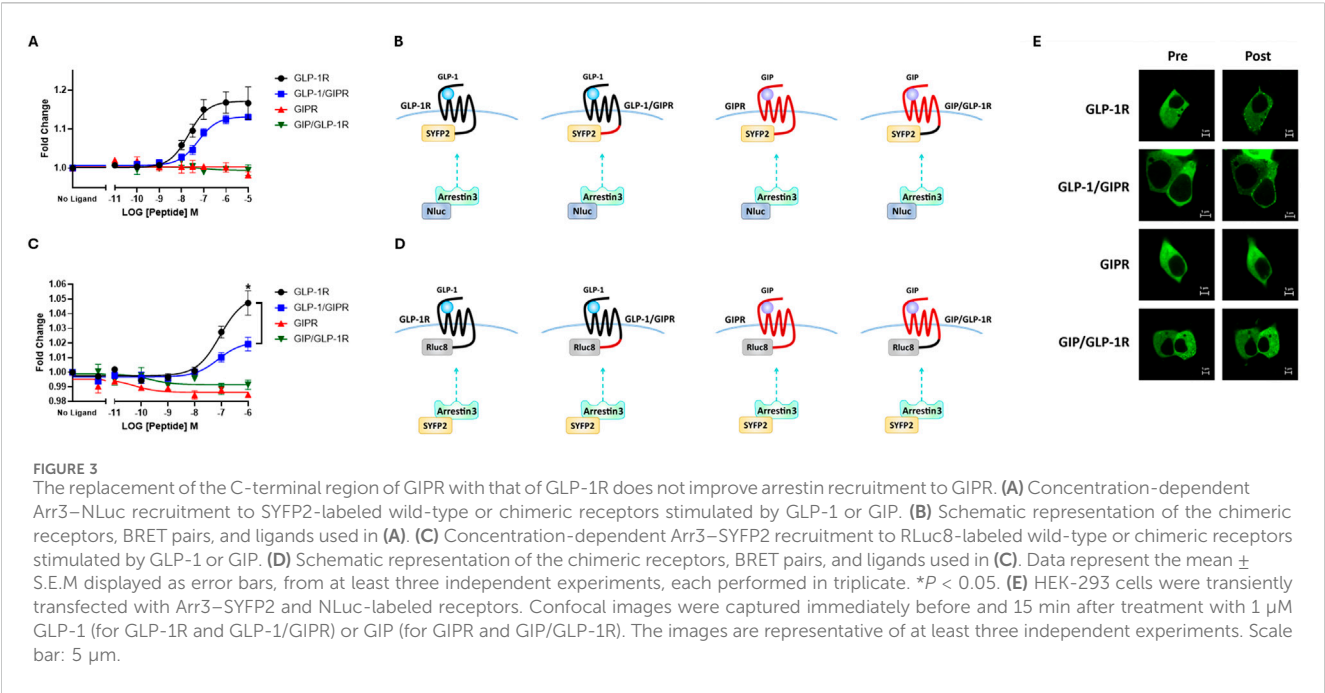 A
Fold Change
1.2
1.1
1.0
No Ligand
-11 -10 -9 -8 -7 -6 -5
LOG [Peptide] M
GLP-1R
GLP-1/GIPR
GIPR
GIP/GLP-1R
B
GLP-1
GLP-1R
SYFP2
Arrestin3
Nluc
GLP-1
GLP-1/GIPR
SYFP2
Arrestin3
Nluc
GIP
GIPR
SYFP2
Arrestin3
Nluc
GIP
GIP/GLP-1R
SYFP2
Arrestin3
Nluc
C
Fold Change
1.06
1.05
1.04
1.03
1.02
1.01
1.00
0.99
0.98
*
No Ligand
-11 -10 -9 -8 -7 -6
LOG [Peptide] M
GLP-1R
GLP-1/GIPR
GIPR
GIP/GLP-1R
D
GLP-1
GLP-1R
Rluc8
Arrestin3
SYFP2
GLP-1
GLP-1/GIPR
Rluc8
Arrestin3
SYFP2
GIP
GIPR
Rluc8
Arrestin3
SYFP2
GIP
GIP/GLP-1R
Rluc8
Arrestin3
SYFP2
E
Pre Post
GLP-1R
GLP-1/GIPR
GIPR
GIP/GLP-1R
FIGURE 3
The replacement of the C-terminal region of GIPR with that of GLP-1R does not improve arrestin recruitment to GIPR. (A) Concentration-dependent
Arr3–NLuc recruitment to SYFP2-labeled wild-type or chimeric receptors stimulated by GLP-1 or GIP. (B) Schematic representation of the chimeric
receptors, BRET pairs, and ligands used in (A). (C) Concentration-dependent Arr3–SYFP2 recruitment to RLuc8-labeled wild-type or chimeric receptors
stimulated by GLP-1 or GIP. (D) Schematic representation of the chimeric receptors, BRET pairs, and ligands used in (C). Data represent the mean ±
S.E.M displayed as error bars, from at least three independent experiments, each performed in triplicate. *P < 0.05. (E) HEK-293 cells were transiently
transfected with Arr3–SYFP2 and NLuc-labeled receptors. Confocal images were captured immediately before and 15 min after treatment with 1 μM
GLP-1 (for GLP-1R and GLP-1/GIPR) or GIP (for GIPR and GIP/GLP-1R). The images are representative of at least three independent experiments. Scale
bar: 5 μm.